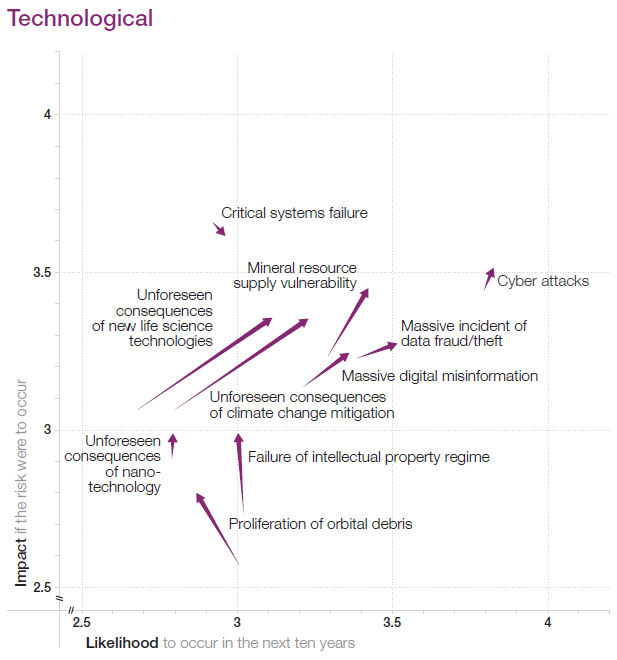 Technological
4
Critical systems failure
Mineral resource
supply vulnerability
3.5
Cyber attacks
Unforeseen
consequences
of new life science
technologies
Massive incident of
data fraud/theft
Massive digital misinformation
Unforeseen consequences
of climate change mitigation
3
Unforeseen
consequences
of nano-
technology
Failure of intellectual property regime
Proliferation of orbital debris
2.5
Impact if the risk were to occur
2.5 3 3.5 4
Likelihood to occur in the next ten years